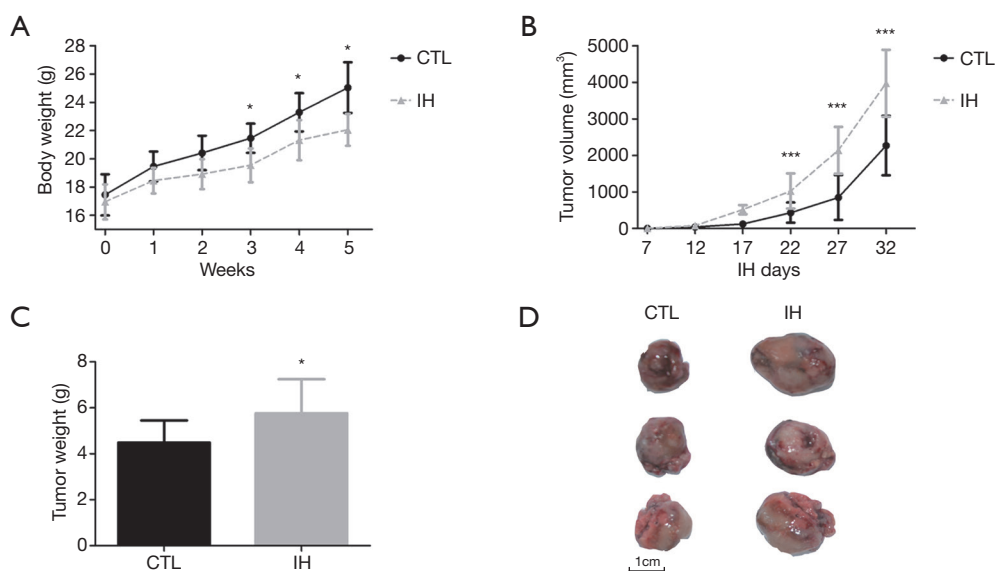 A
Body weight (g)
28
26
24
22
20
18
16
0 1 2 3 4 5
Weeks
* * *
CTL
IH
B
Tumor volume (mm³)
5000
4000
3000
2000
1000
0
7 12 17 22 27 32
IH days
*** *** ***
CTL
IH
C
Tumor weight (g)
8
6
4
2
0
*
CTL IH
D
CTL IH
1cm